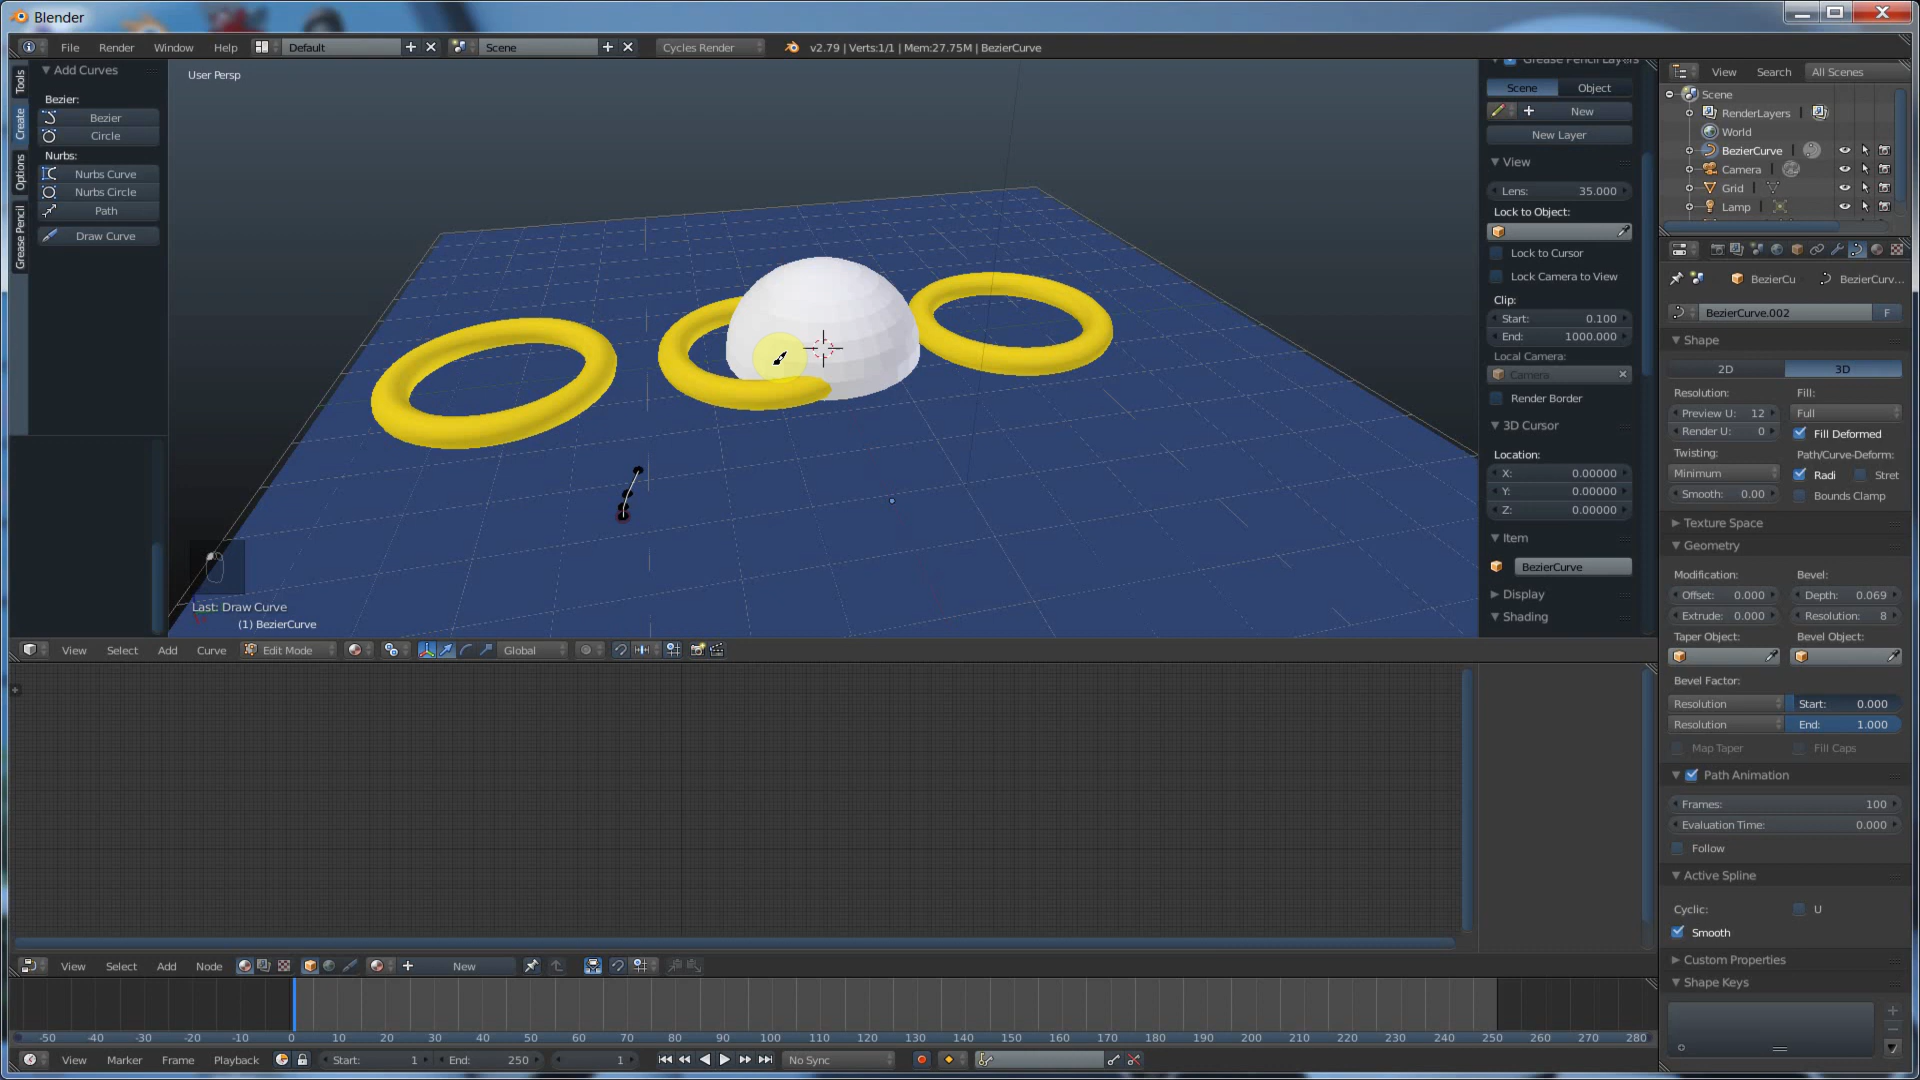 Blender
File Render Window Help Default Scene Cycles Render v2.79 | Verts:1/1 | Mem:27.75M | BezierCurve
Tools
Create
Options
Grease Pencil
Add Curves
Bezier:
Bezier
Circle
Nurbs:
Nurbs Curve
Nurbs Circle
Path
Draw Curve
User Persp
Last: Draw Curve
(1) BezierCurve
Grease Pencil Layers
Scene Object
New
New Layer
View
Lens: 35.000
Lock to Object:
Lock to Cursor
Lock Camera to View
Clip:
Start: 0.100
End: 1000.000
Local Camera:
Camera
Render Border
3D Cursor
Location:
X: 0.00000
Y: 0.00000
Z: 0.00000
Item
BezierCurve
Display
Shading
View Search All Scenes
Scene
RenderLayers
World
BezierCurve
Camera
Grid
Lamp
BezierCu BezierCurv...
BezierCurve.002 F
Shape
2D 3D
Resolution: Fill:
Preview U: 12 Full
Render U: 0 Fill Deformed
Twisting: Path/Curve-Deform:
Minimum Radi Stret
Smooth: 0.00 Bounds Clamp
Texture Space
Geometry
Modification: Bevel:
Offset: 0.000 Depth: 0.069
Extrude: 0.000 Resolution: 8
Taper Object: Bevel Object:
Bevel Factor:
Resolution Start: 0.000
Resolution End: 1.000
Map Taper Fill Caps
Path Animation
Frames: 100
Evaluation Time: 0.000
Follow
Active Spline
Cyclic: U
Smooth
Custom Properties
Shape Keys
View Select Add Curve Edit Mode Global
View Select Add Node New
-50 -40 -30 -20 -10 0 10 20 30 40 50 60 70 80 90 100 110 120 130 140 150 160 170 180 190 200 210 220 230 240 250 260 270 280
View Marker Frame Playback Start: 1 End: 250 1 No Sync